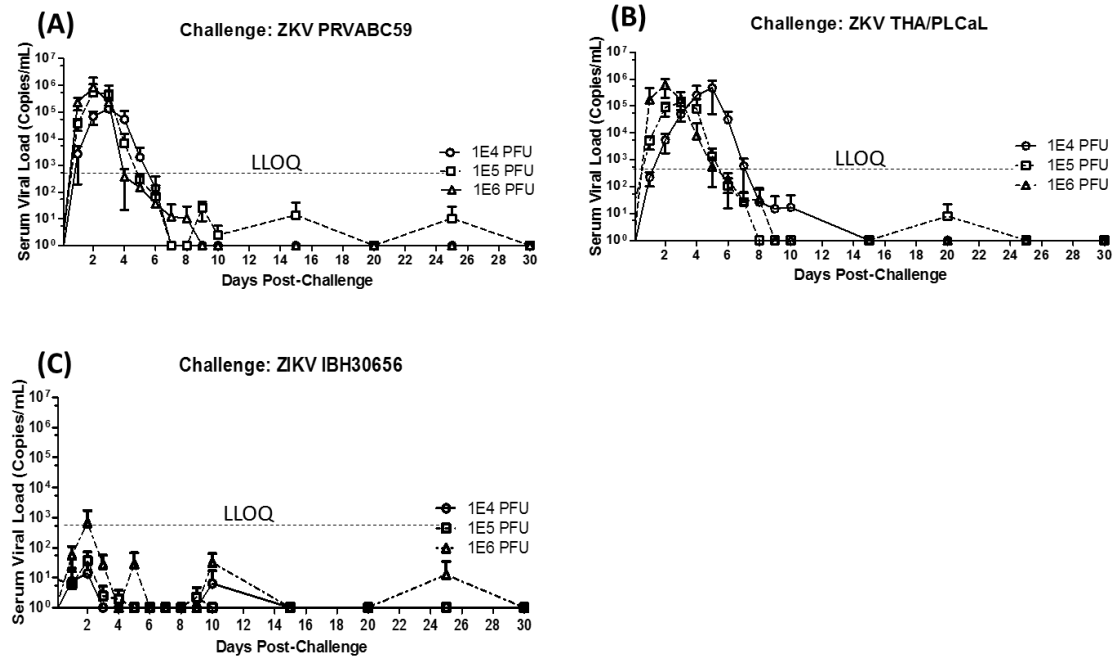 (A)
Challenge: ZKV PRVABC59
Serum Viral Load (Copies/mL)
10⁷
10⁶
10⁵
10⁴
10³
10²
10¹
10⁰
LLOQ
1E4 PFU
1E5 PFU
1E6 PFU
2 4 6 8 10 12 14 16 18 20 22 24 26 28 30
Days Post-Challenge
(B)
Challenge: ZKV THA/PLCaL
Serum Viral Load (Copies/mL)
10⁷
10⁶
10⁵
10⁴
10³
10²
10¹
10⁰
LLOQ
1E4 PFU
1E5 PFU
1E6 PFU
2 4 6 8 10 12 14 16 18 20 22 24 26 28 30
Days Post-Challenge
(C)
Challenge: ZIKV IBH30656
Serum Viral Load (Copies/mL)
10⁷
10⁶
10⁵
10⁴
10³
10²
10¹
10⁰
LLOQ
1E4 PFU
1E5 PFU
1E6 PFU
2 4 6 8 10 12 14 16 18 20 22 24 26 28 30
Days Post-Challenge